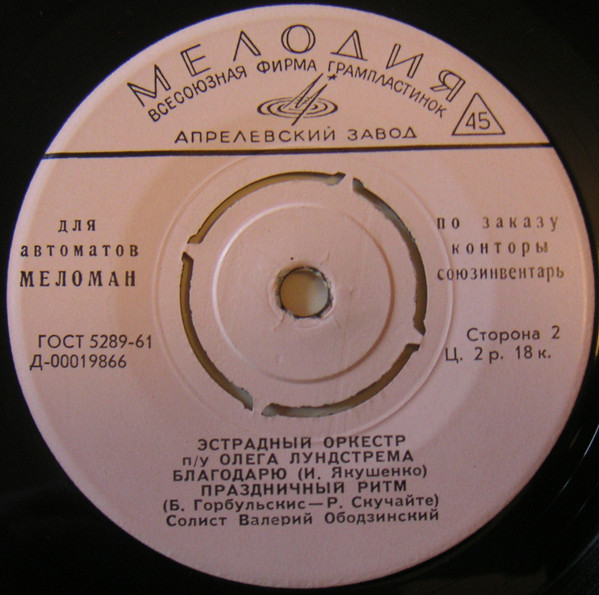 МЕЛОДИЯ
ВСЕСОЮЗНАЯ ФИРМА ГРАМПЛАСТИНОК
АПРЕЛЕВСКИЙ ЗАВОД
45
ДЛЯ
автоматов
МЕЛОМАН
по заказу
конторы
союзинвентарь
ГОСТ 5289-61
Д-00019866
Сторона 2
Ц. 2 р. 18 к.
ЭСТРАДНЫЙ ОРКЕСТР
п/у ОЛЕГА ЛУНДСТРЕМА
БЛАГОДАРЮ (И. Якушенко)
ПРАЗДНИЧНЫЙ РИТМ
(Б. Горбульскис—Р. Скучайте)
Солист Валерий Ободзинский